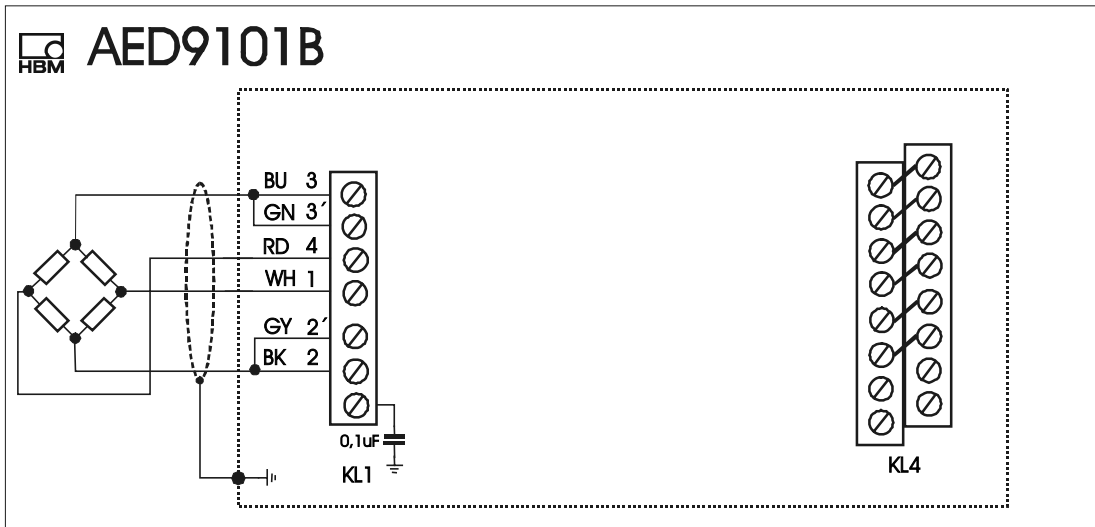 HBM AED9101B
BU 3
GN 3´
RD 4
WH 1
GY 2´
BK 2
0,1uF
KL1
KL4